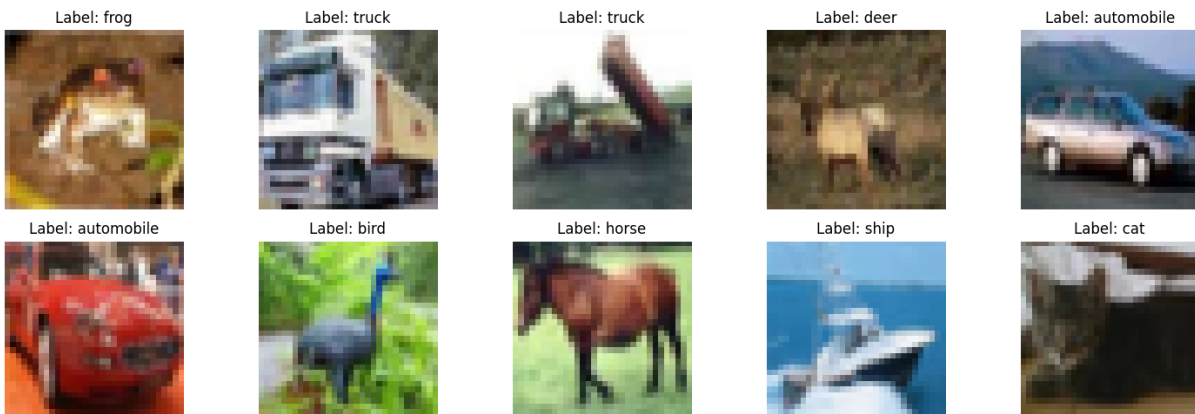 Label: frog
Label: truck
Label: truck
Label: deer
Label: automobile
Label: automobile
Label: bird
Label: horse
Label: ship
Label: cat